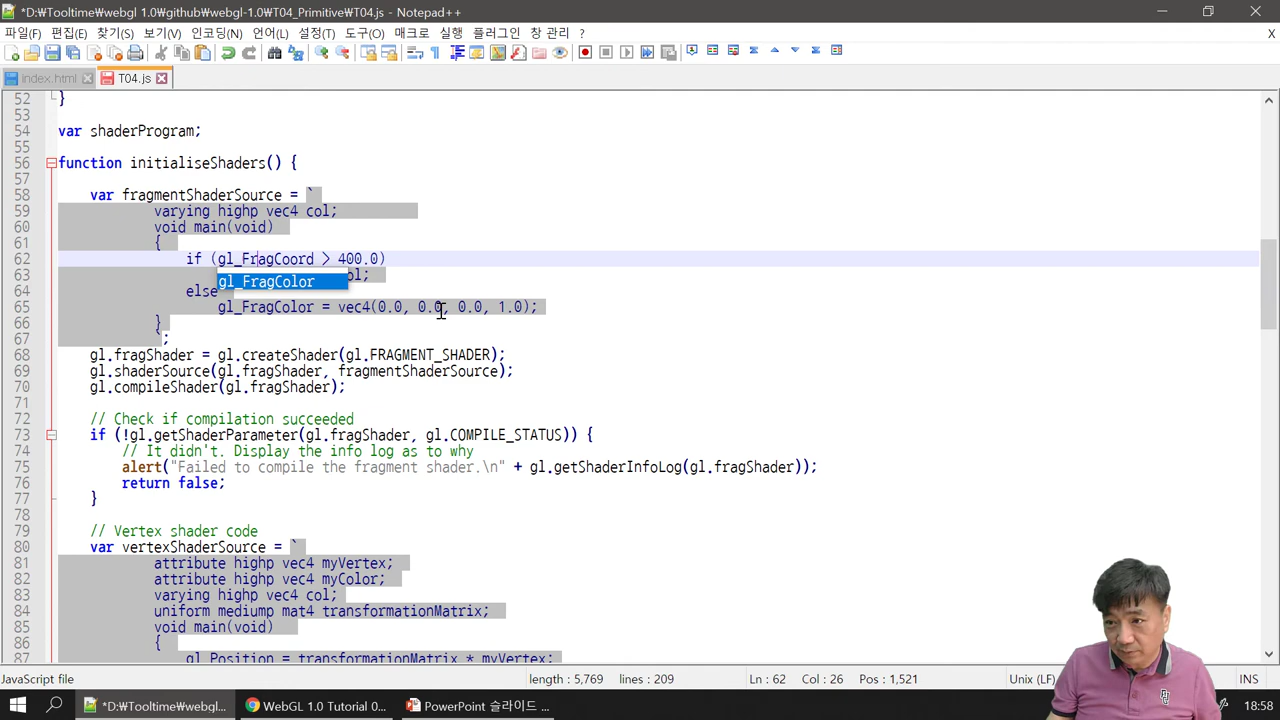 *D:₩Tooltime₩webgl 1.0₩github₩webgl-1.0₩T04_Primitive₩T04.js - Notepad++
파일(F) 편집(E) 찾기(S) 보기(V) 인코딩(N) 언어(L) 설정(T) 도구(O) 매크로 실행 플러그인 창 관리 ? X
index.html T04.js
52 }
53
54 var shaderProgram;
55
56 function initialiseShaders() {
57
58 var fragmentShaderSource = `
59 varying highp vec4 col;
60 void main(void)
61 {
62 if (gl_FragCoord > 400.0)
63 ol;
gl_FragColor
64 else
65 gl_FragColor = vec4(0.0, 0.0, 0.0, 1.0);
66 }
67 ;
68 gl.fragShader = gl.createShader(gl.FRAGMENT_SHADER);
69 gl.shaderSource(gl.fragShader, fragmentShaderSource);
70 gl.compileShader(gl.fragShader);
71
72 // Check if compilation succeeded
73 if (!gl.getShaderParameter(gl.fragShader, gl.COMPILE_STATUS)) {
74 // It didn't. Display the info log as to why
75 alert("Failed to compile the fragment shader.\n" + gl.getShaderInfoLog(gl.fragShader));
76 return false;
77 }
78
79 // Vertex shader code
80 var vertexShaderSource = `
81 attribute highp vec4 myVertex;
82 attribute highp vec4 myColor;
83 varying highp vec4 col;
84 uniform mediump mat4 transformationMatrix;
85 void main(void)
86 {
87 gl_Position = transformationMatrix * myVertex;
JavaScript file length : 5,769 lines : 209 Ln : 62 Col : 26 Pos : 1,521 Unix (LF) INS
*D:₩Tooltime₩webgl... WebGL 1.0 Tutorial 0... PowerPoint 슬라이드 ... 18:58